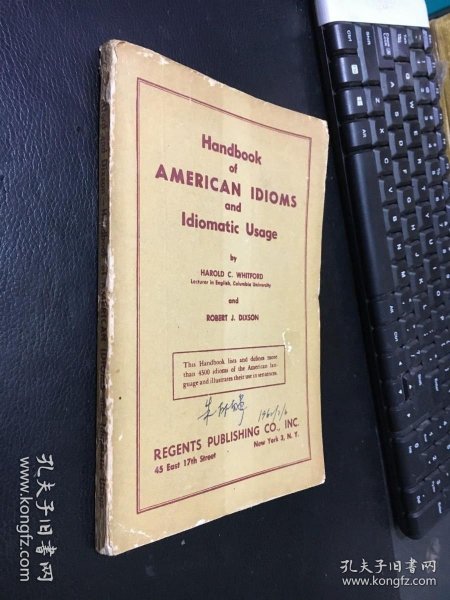 Handbook
of
AMERICAN IDIOMS
and
Idiomatic Usage
by
HAROLD C. WHITFORD
Lecturer in English, Columbia University
and
ROBERT J. DIXSON
This Handbook lists and defines more
than 4500 idioms of the American lan-
guage and illustrates their use in sentences.
REGENTS PUBLISHING CO., INC.
45 East 17th Street New York 3, N. Y.
孔夫子旧书网
www.kongfz.com
孔夫子旧书网
www.kongfz.com